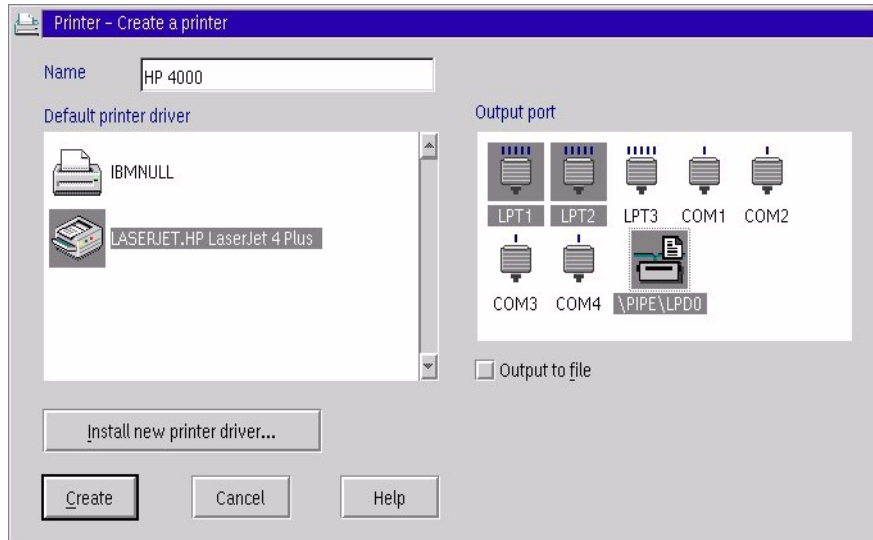 Printer – Create a printer
Name HP 4000
Default printer driver
IBMNULL
LASERJET.HP LaserJet 4 Plus
Install new printer driver...
Output port
LPT1 LPT2 LPT3 COM1 COM2
COM3 COM4 \PIPE\LPD0
Output to file
Create Cancel Help